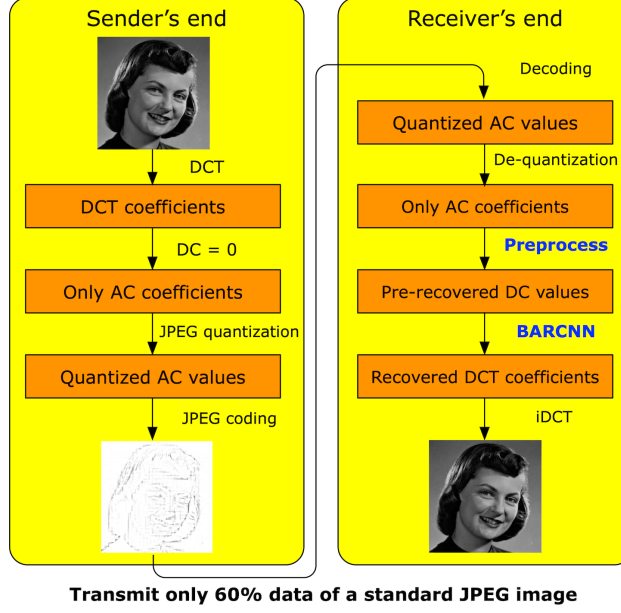 Sender's end
DCT
DCT coefficients
DC = 0
Only AC coefficients
JPEG quantization
Quantized AC values
JPEG coding
Receiver's end
Decoding
Quantized AC values
De-quantization
Only AC coefficients
Preprocess
Pre-recovered DC values
BARCNN
Recovered DCT coefficients
iDCT
Transmit only 60% data of a standard JPEG image